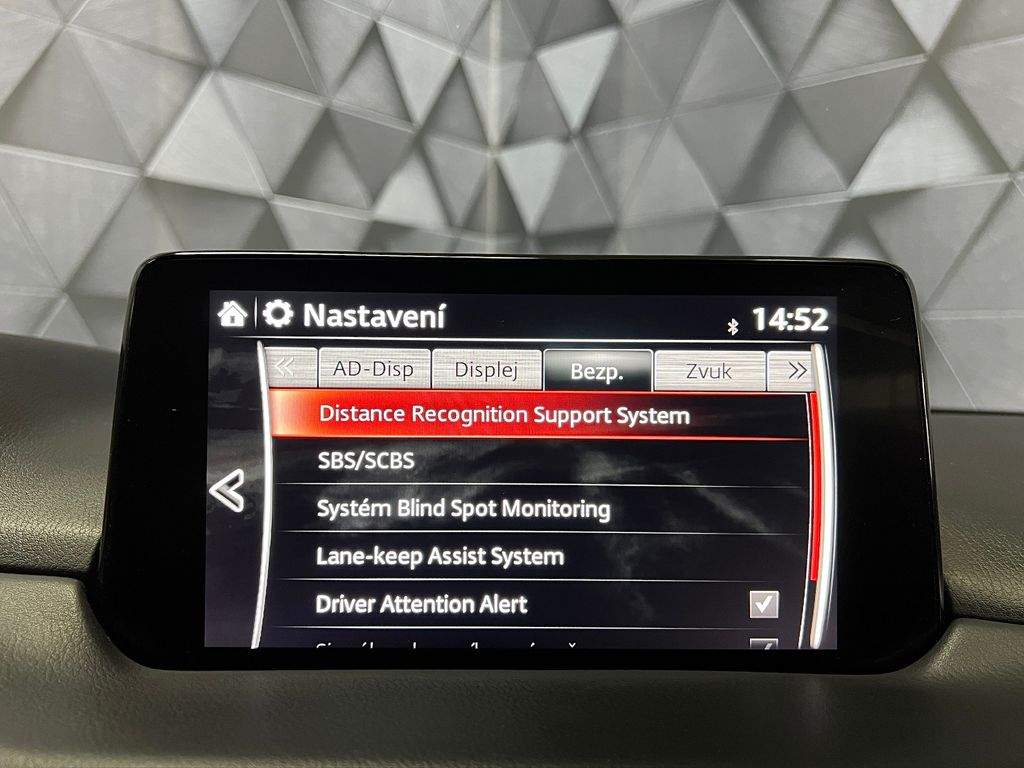 Nastavení 14:52
AD-Disp Displej Bezp. Zvuk
Distance Recognition Support System
SBS/SCBS
Systém Blind Spot Monitoring
Lane-keep Assist System
Driver Attention Alert